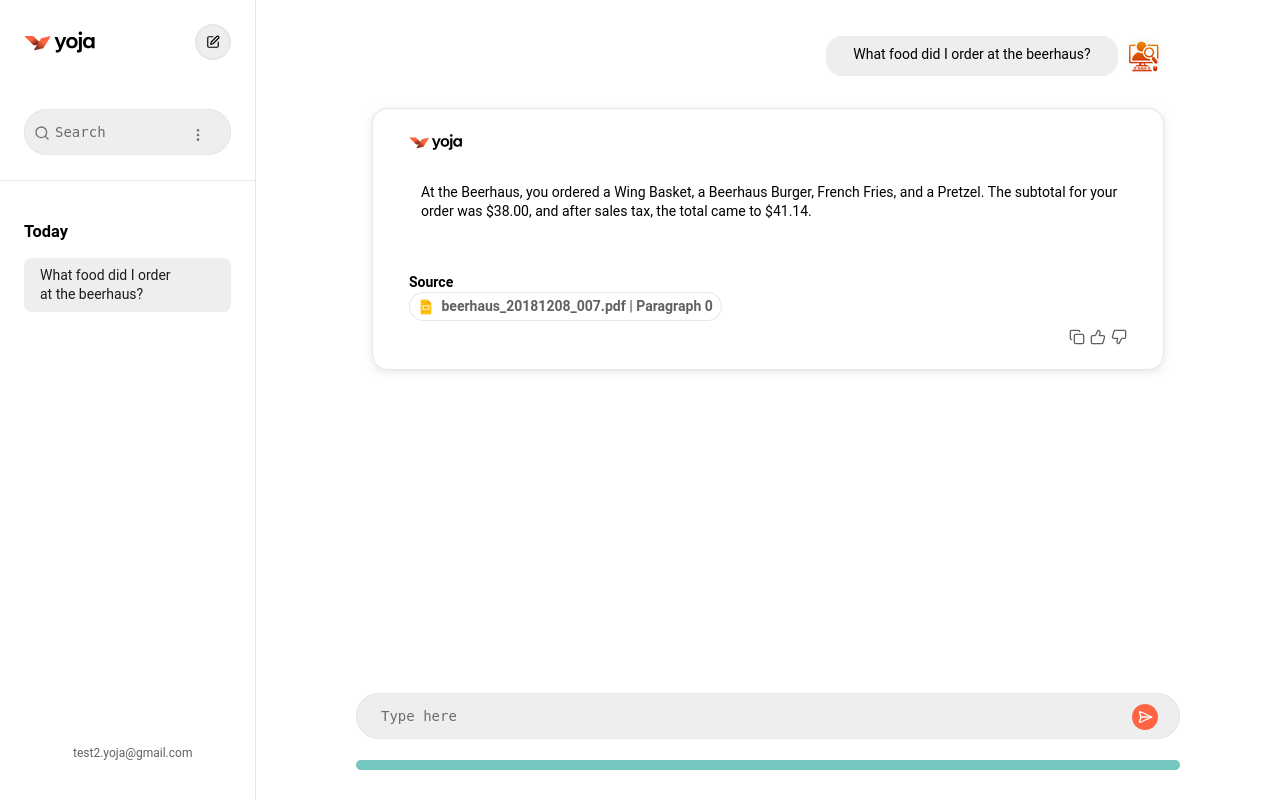 yoja
Search
Today
What food did I order
at the beerhaus?
test2.yoja@gmail.com
What food did I order at the beerhaus?
yoja
At the Beerhaus, you ordered a Wing Basket, a Beerhaus Burger, French Fries, and a Pretzel. The subtotal for your
order was $38.00, and after sales tax, the total came to $41.14.
Source
beerhaus_20181208_007.pdf | Paragraph 0
Type here